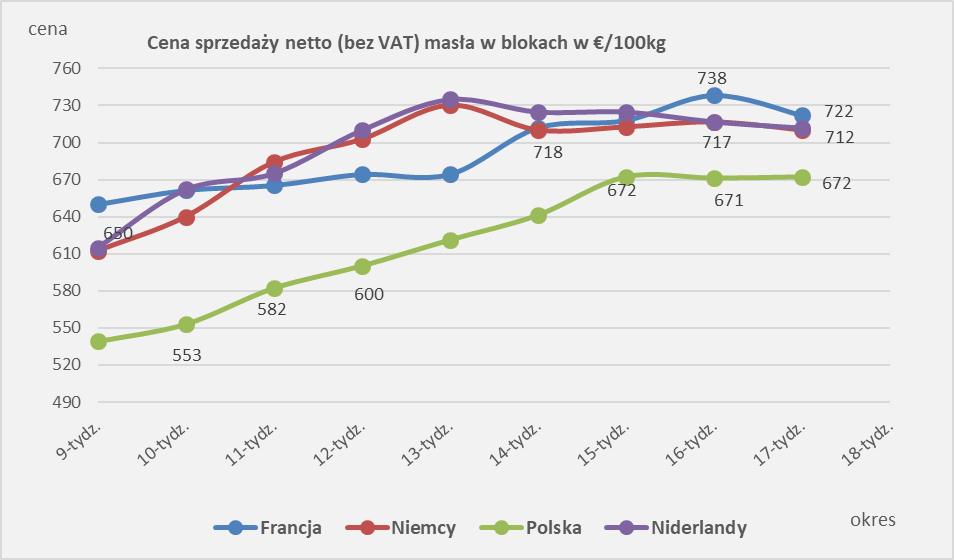 cena
Cena sprzedaży netto (bez VAT) masła w blokach w €/100kg
760
730
700
670
640
610
580
550
520
490
650
553
582
600
718
672
738
717
671
722
712
672
9-tydz.
10-tydz.
11-tydz.
12-tydz.
13-tydz.
14-tydz.
15-tydz.
16-tydz.
17-tydz.
18-tydz.
okres
Francja
Niemcy
Polska
Niderlandy